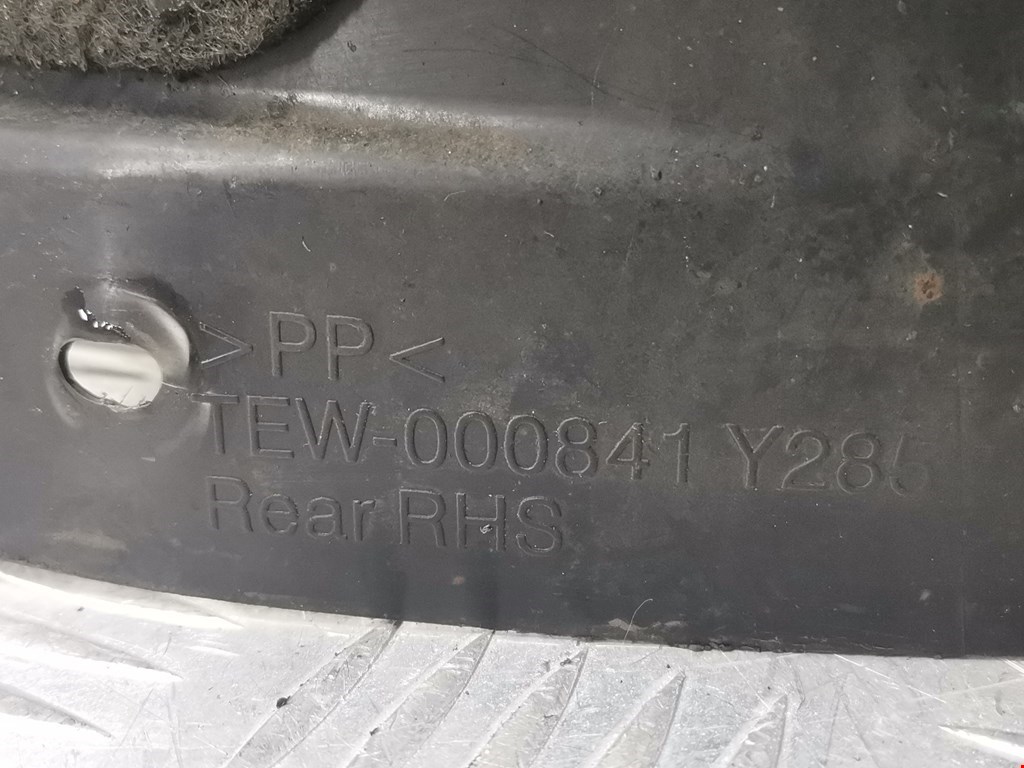 >PP<
TEW-000841 Y285
Rear RHS